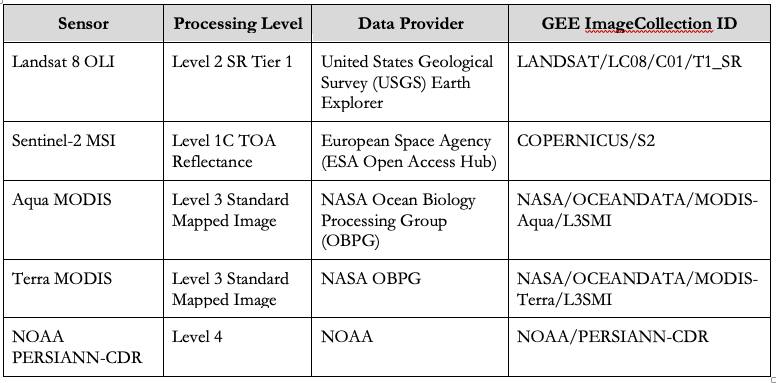 Sensor Processing Level Data Provider GEE ImageCollection ID
Landsat 8 OLI Level 2 SR Tier 1 United States Geological LANDSAT/LC08/C01/T1_SR
Survey (USGS) Earth
Explorer
Sentinel-2 MSI Level 1C TOA European Space Agency COPERNICUS/S2
Reflectance (ESA Open Access Hub)
Aqua MODIS Level 3 Standard NASA Ocean Biology NASA/OCEANDATA/MODIS-
Mapped Image Processing Group Aqua/L3SMI
(OBPG)
Terra MODIS Level 3 Standard NASA OBPG NASA/OCEANDATA/MODIS-
Mapped Image Terra/L3SMI
NOAA Level 4 NOAA NOAA/PERSIANN-CDR
PERSIANN-CDR